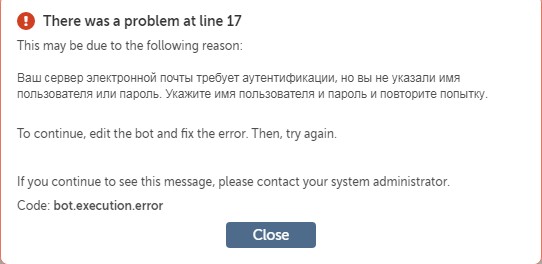 There was a problem at line 17
This may be due to the following reason:
Ваш сервер электронной почты требует аутентификации, но вы не указали имя
пользователя или пароль. Укажите имя пользователя и пароль и повторите попытку.
To continue, edit the bot and fix the error. Then, try again.
If you continue to see this message, please contact your system administrator.
Code: bot.execution.error
Close